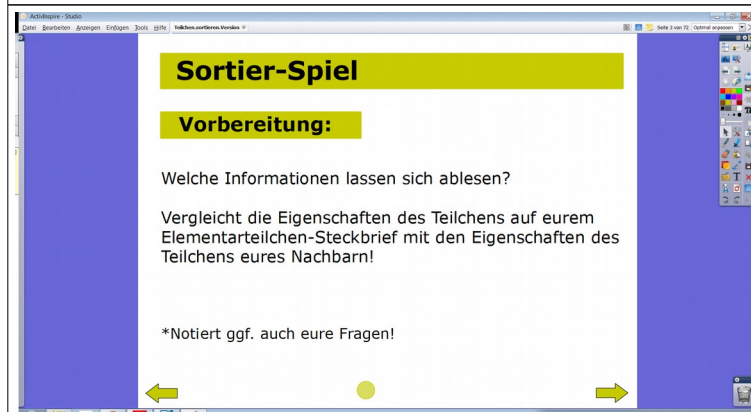 ActivInspire - Studio
Datei Bearbeiten Anzeigen Einfügen Tools Hilfe Teilchen.sortieren.Version
Seite 3 von 72 Optimal anpassen
Sortier-Spiel
Vorbereitung:
Welche Informationen lassen sich ablesen?
Vergleicht die Eigenschaften des Teilchens auf eurem
Elementarteilchen-Steckbrief mit den Eigenschaften des
Teilchens eures Nachbarn!
*Notiert ggf. auch eure Fragen!